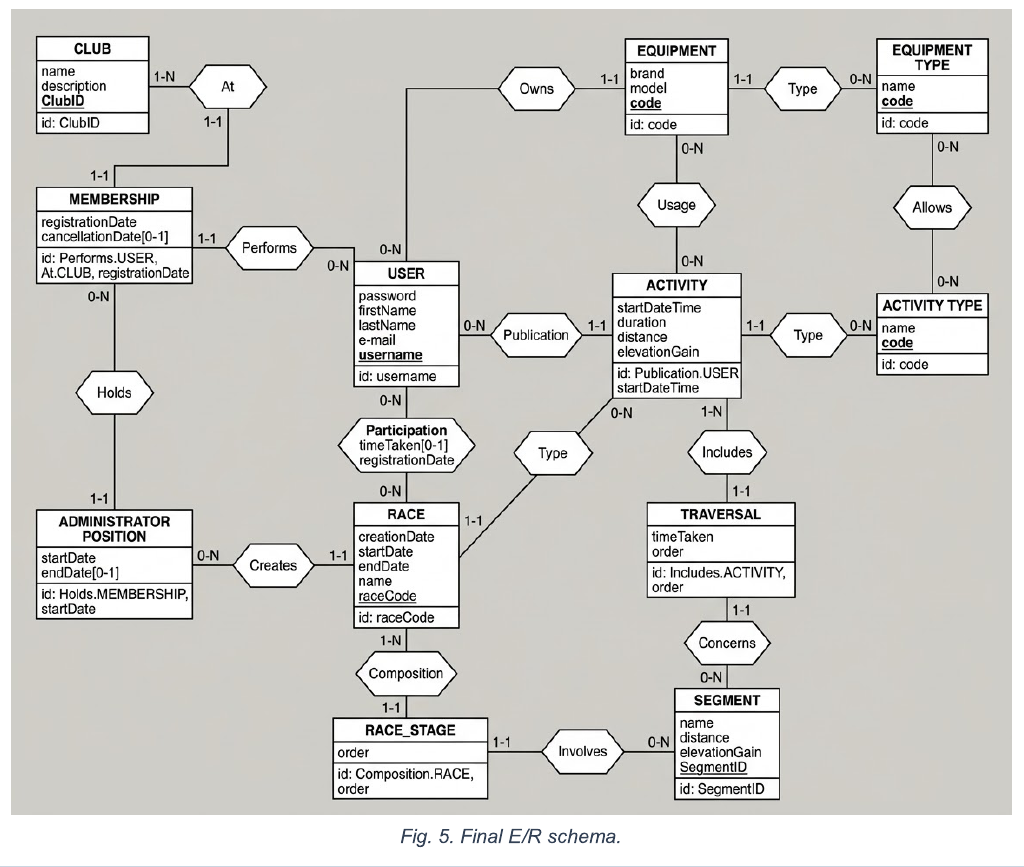 CLUB
name
description
ClubID
id: ClubID
1-N
At
1-1
1-1
MEMBERSHIP
registrationDate
cancellationDate[0-1]
id: Performs.USER,
At.CLUB, registrationDate
1-1
Performs
0-N
0-N
Holds
1-1
ADMINISTRATOR
POSITION
startDate
endDate[0-1]
id: Holds.MEMBERSHIP,
startDate
0-N
Creates
1-1
Owns
1-1
0-N
USER
password
firstName
lastName
e-mail
username
id: username
0-N
Publication
1-1
0-N
Participation
timeTaken[0-1]
registrationDate
0-N
RACE
creationDate
startDate
endDate
name
raceCode
id: raceCode
1-1
Type
0-N
1-N
Composition
1-1
RACE_STAGE
order
id: Composition.RACE,
order
1-1
Involves
0-N
EQUIPMENT
brand
model
code
id: code
1-1
Type
0-N
EQUIPMENT
TYPE
name
code
id: code
0-N
Usage
0-N
0-N
Allows
0-N
ACTIVITY
startDateTime
duration
distance
elevationGain
id: Publication.USER
startDateTime
1-1
Type
0-N
ACTIVITY TYPE
name
code
id: code
1-N
Includes
1-1
TRAVERSAL
timeTaken
order
id: Includes.ACTIVITY,
order
1-1
Concerns
0-N
SEGMENT
name
distance
elevationGain
SegmentID
id: SegmentID
Fig. 5. Final E/R schema.